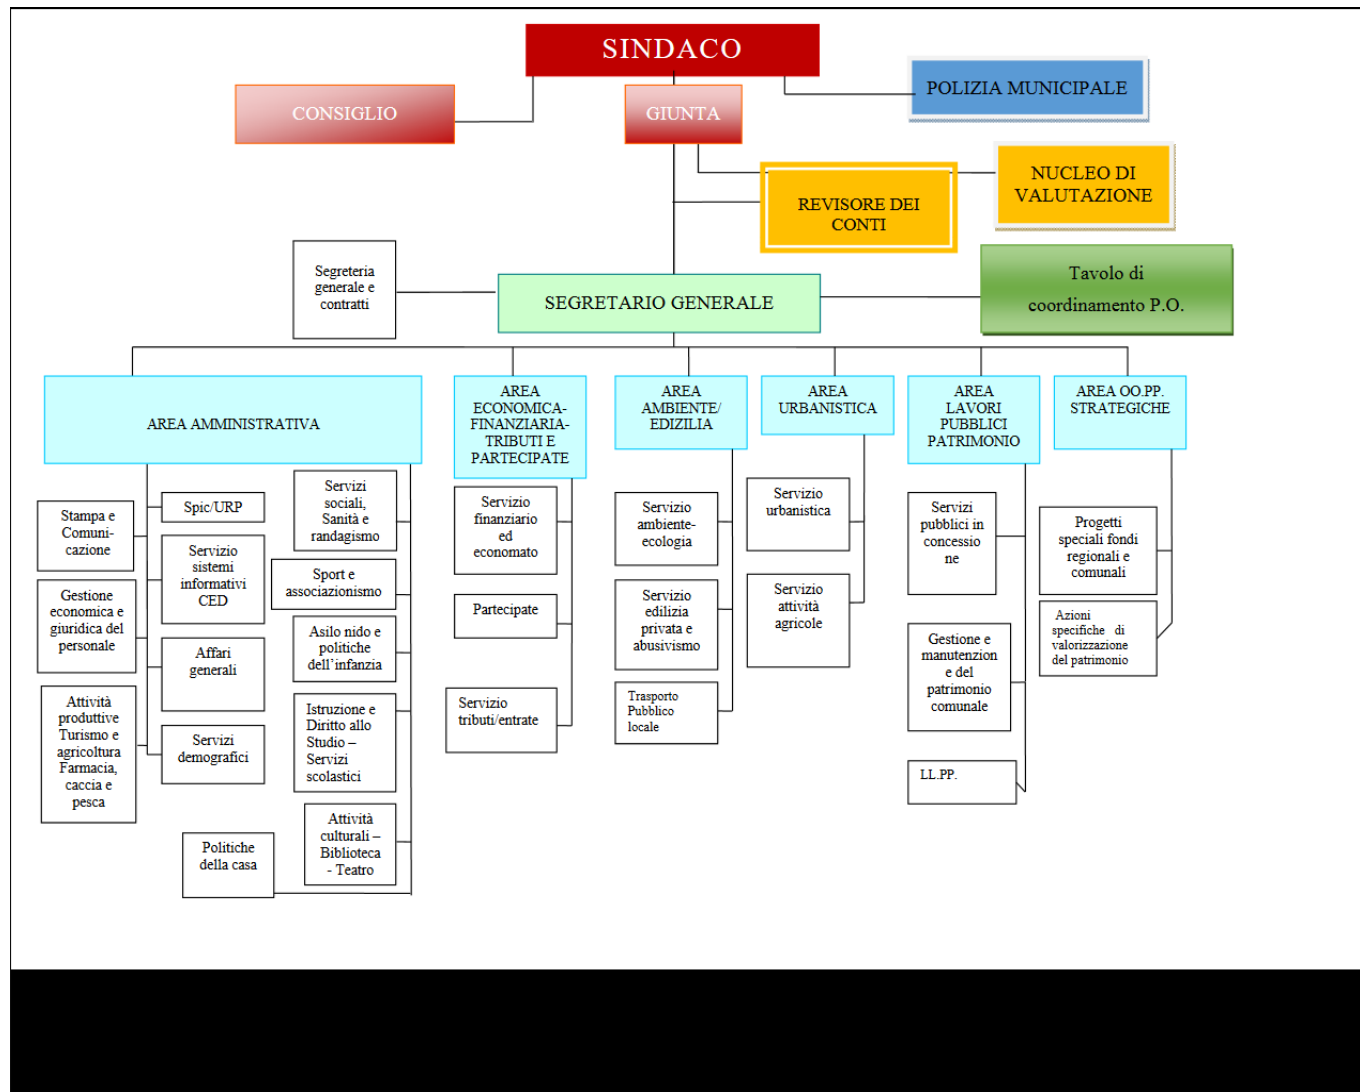 SINDACO
CONSIGLIO
GIUNTA
POLIZIA MUNICIPALE
NUCLEO DI
VALUTAZIONE
REVISORE DEI
CONTI
Segreteria
generale e
contratti
SEGRETARIO GENERALE
Tavolo di
coordinamento P.O.
AREA AMMINISTRATIVA
AREA
ECONOMICA-
FINANZIARIA-
TRIBUTI E
PARTECIPATE
AREA
AMBIENTE/
EDIZILIA
AREA
URBANISTICA
AREA
LAVORI
PUBBLICI
PATRIMONIO
AREA OO.PP.
STRATEGICHE
Stampa e
Comuni-
cazione
Gestione
economica e
giuridica del
personale
Attività
produttive
Turismo e
agricoltura
Farmacia,
caccia e
pesca
Spic/URP
Servizio
sistemi
informativi
CED
Affari
generali
Servizi
demografici
Politiche
della casa
Servizi
sociali,
Sanità e
randagismo
Sport e
associazionismo
Asilo nido e
politiche
dell’infanzia
Istruzione e
Diritto allo
Studio –
Servizi
scolastici
Attività
culturali –
Biblioteca
- Teatro
Servizio
finanziario
ed
economato
Partecipate
Servizio
tributi/entrate
Servizio
ambiente-
ecologia
Servizio
edilizia
privata e
abusivismo
Trasporto
Pubblico
locale
Servizio
urbanistica
Servizio
attività
agricole
Servizi
pubblici in
concessio
ne
Gestione e
manutenzion
e del
patrimonio
comunale
LL.PP.
Progetti
speciali fondi
regionali e
comunali
Azioni
specifiche di
valorizzazione
del patrimonio